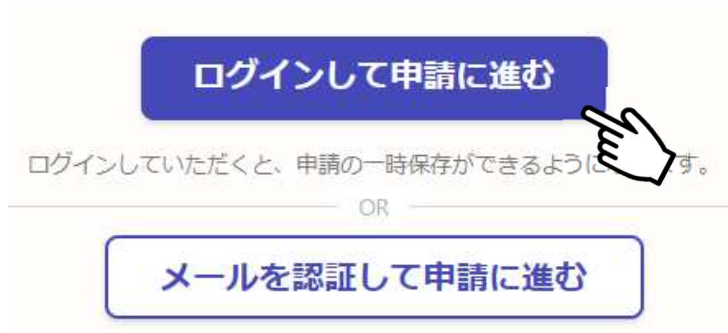 ログインして申請に進む
ログインしていただくと、申請の一時保存ができるように す。
OR
メールを認証して申請に進む